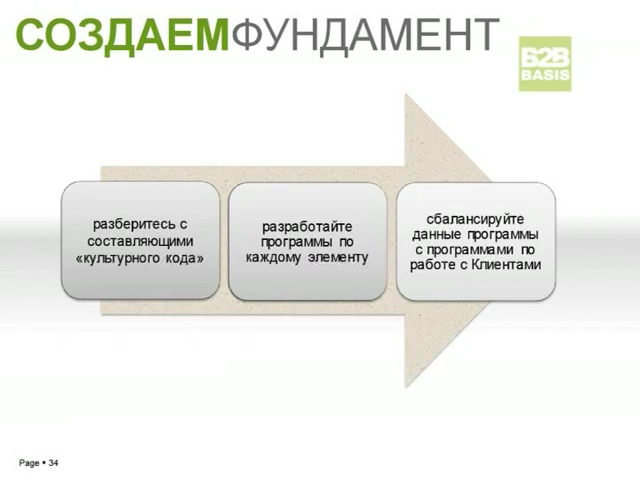 СОЗДАЕМФУНДАМЕНТ
Б2В
BASIS
разберитесь с
составляющими
«культурного кода»
разработайте
программы по
каждому элементу
сбалансируйте
данные программы
с программами по
работе с Клиентами
Page ▪ 34